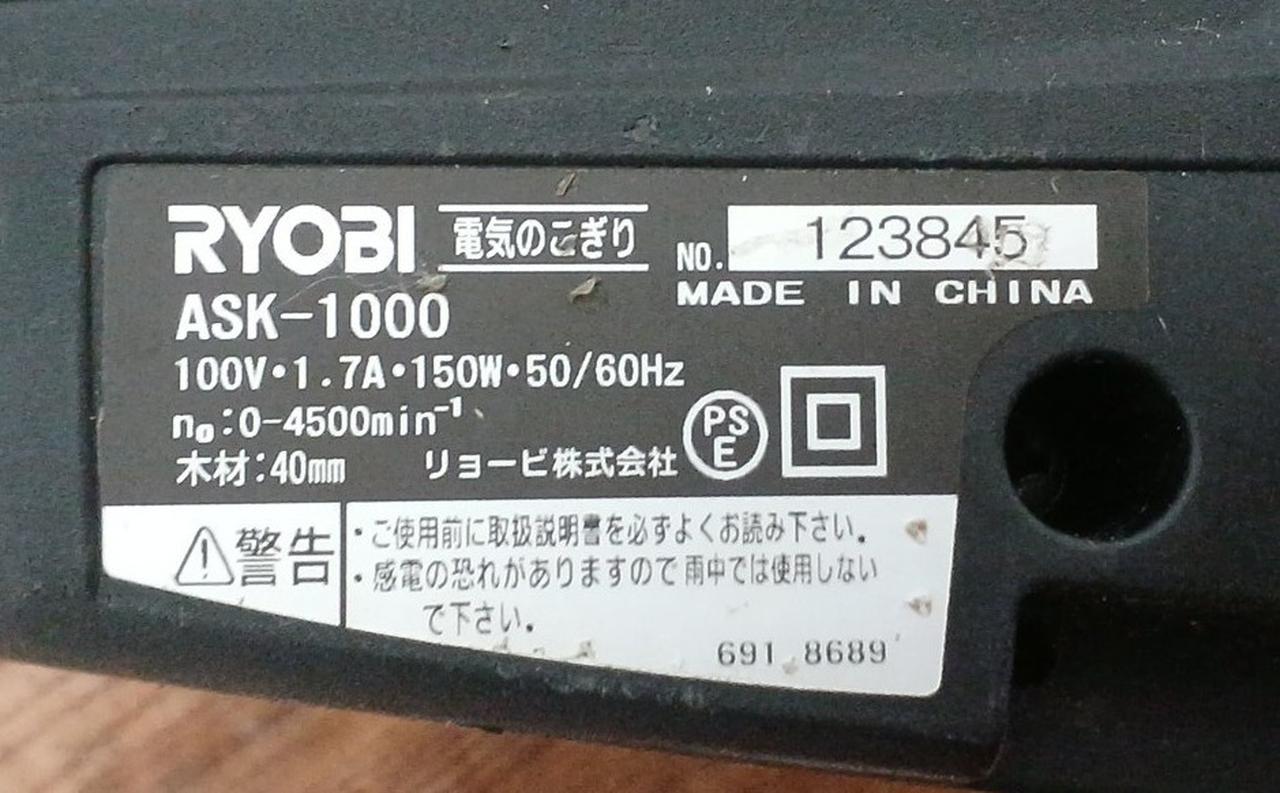 RYOBI 電気のこぎり NO. 123845
MADE IN CHINA
ASK-1000
100V・1.7A・150W・50/60Hz
n₀:0-4500min⁻¹
木材:40mm リョービ株式会社
PS
E
⚠警告
・ご使用前に取扱説明書を必ずよくお読み下さい。
・感電の恐れがありますので雨中では使用しない
で下さい。
691 8689